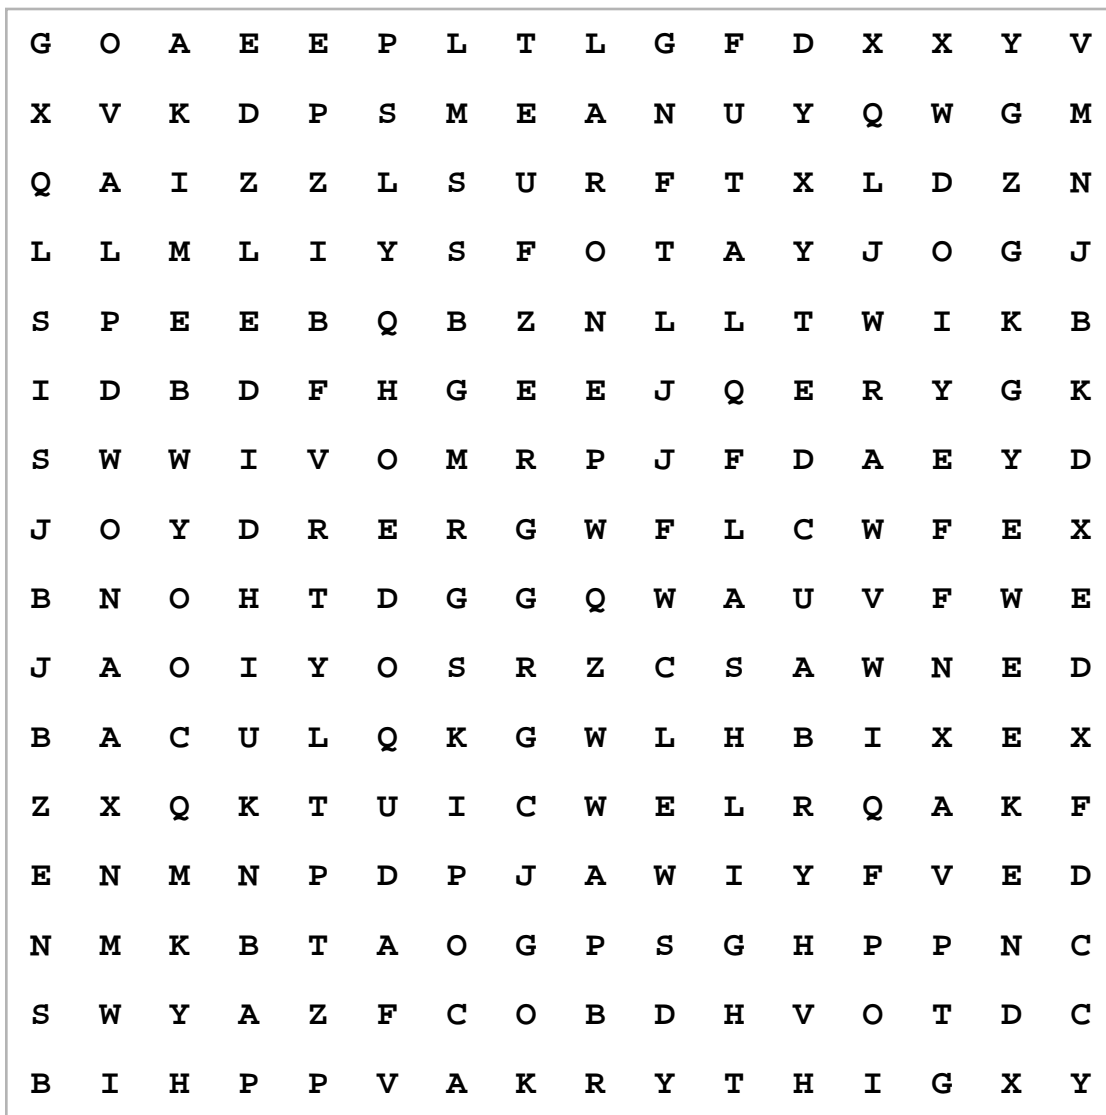 G O A E E P L T L G F D X X Y V
X V K D P S M E A N U Y Q W G M
Q A I Z Z L S U R F T X L D Z N
L L M L I Y S F O T A Y J O G J
S P E E B Q B Z N L L T W I K B
I D B D F H G E E J Q E R Y G K
S W W I V O M R P J F D A E Y D
J O Y D R E R G W F L C W F E X
B N O H T D G G Q W A U V F W E
J A O I Y O S R Z C S A W N E D
B A C U L Q K G W L H B I X E X
Z X Q K T U I C W E L R Q A K F
E N M N P D P J A W I Y F V E D
N M K B T A O G P S G H P P N C
S W Y A Z F C O B D H V O T D C
B I H P P V A K R Y T H I G X Y